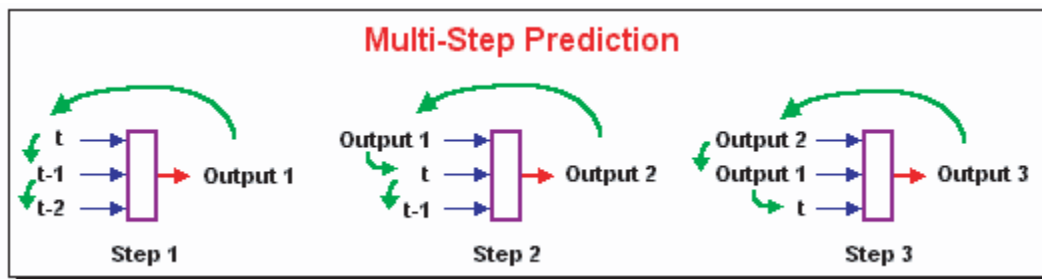 Multi-Step Prediction
t
t-1
t-2
Output 1
Step 1
Output 1
t
t-1
Output 2
Step 2
Output 2
Output 1
t
Output 3
Step 3